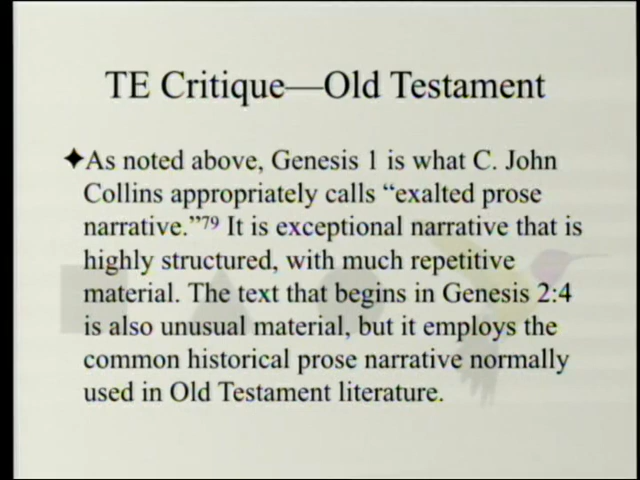 TE Critique—Old Testament
✦As noted above, Genesis 1 is what C. John
Collins appropriately calls “exalted prose
narrative.”79 It is exceptional narrative that is
highly structured, with much repetitive
material. The text that begins in Genesis 2:4
is also unusual material, but it employs the
common historical prose narrative normally
used in Old Testament literature.